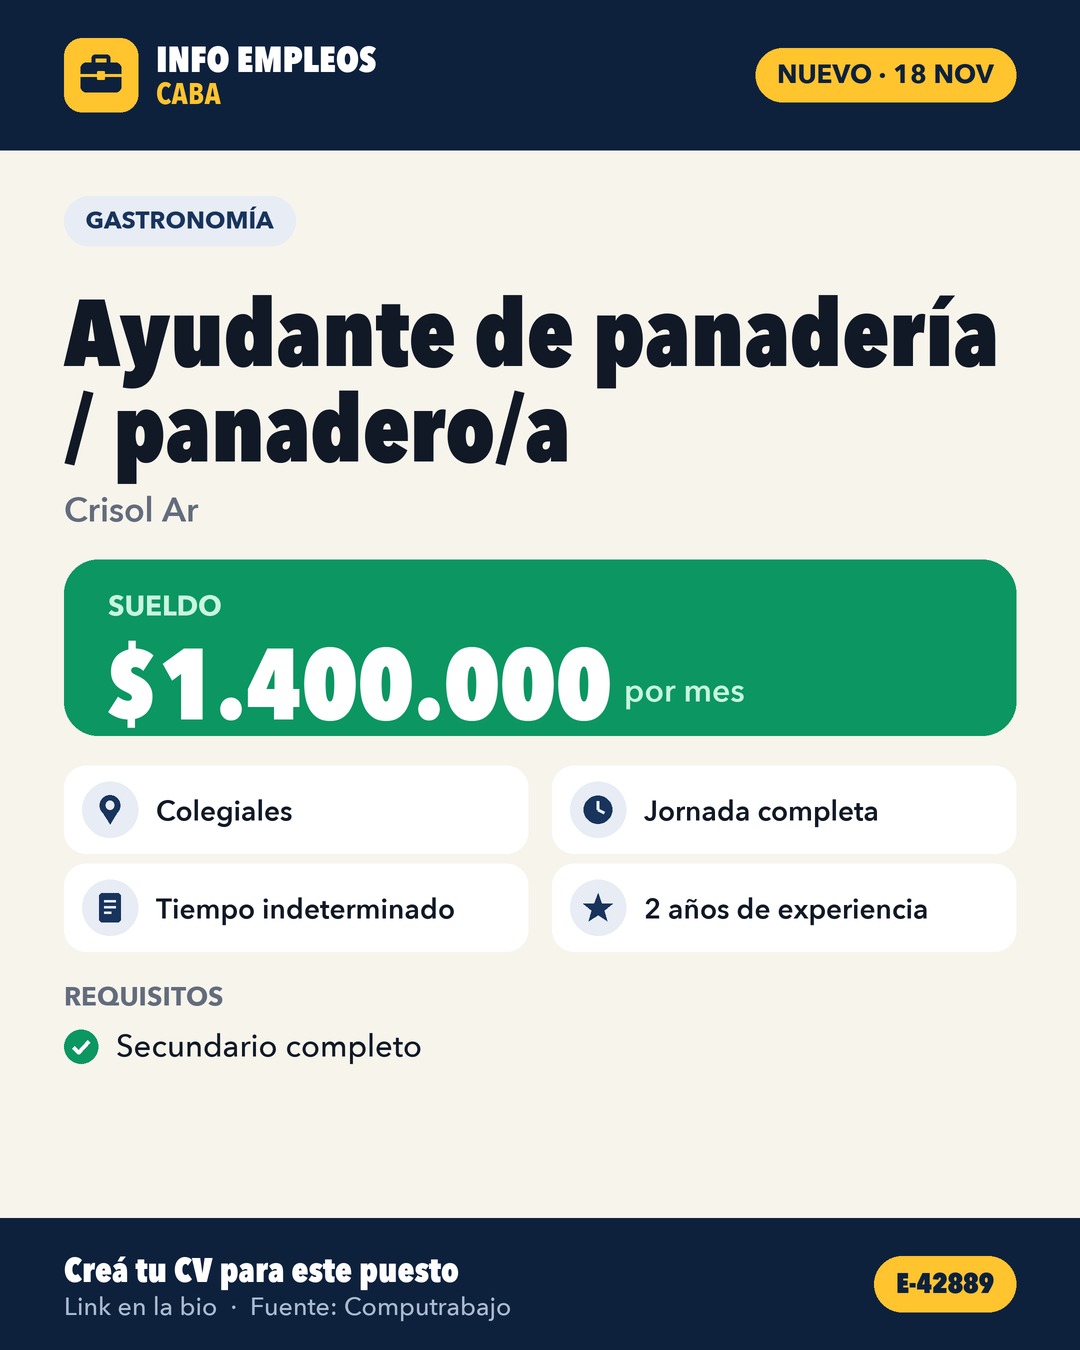 INFO EMPLEOS
CABA
NUEVO · 18 NOV
GASTRONOMÍA
Ayudante de panadería
/ panadero/a
Crisol Ar
SUELDO
$1.400.000 por mes
Colegiales
Jornada completa
Tiempo indeterminado
2 años de experiencia
REQUISITOS
Secundario completo
Creá tu CV para este puesto
Link en la bio · Fuente: Computrabajo
E-42889